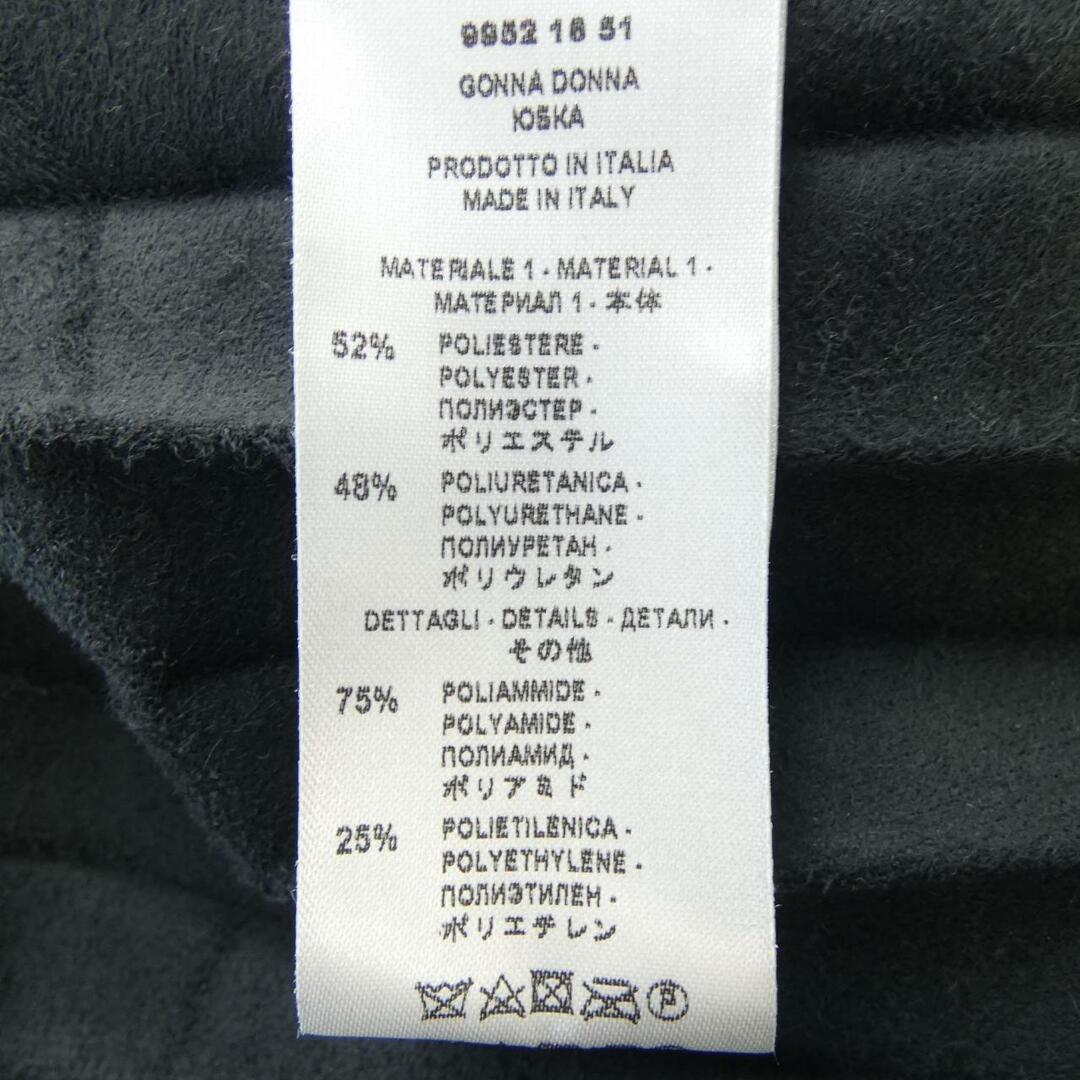 9952 16 51
GONNA DONNA
ЮБКА
PRODOTTO IN ITALIA
MADE IN ITALY
MATERIALE 1 - MATERIAL 1 -
МАТЕРИАЛ 1 - 本体
52% POLIESTERE -
POLYESTER -
ПОЛИЭСТЕР -
ポリエステル
48% POLIURETANICA -
POLYURETHANE -
ПОЛИУРЕТАН -
ポリウレタン
DETTAGLI - DETAILS - ДЕТАЛИ -
その他
75% POLIAMMIDE -
POLYAMIDE -
ПОЛИАМИД -
ポリアミド
25% POLIETILENICA -
POLYETHYLENE -
ПОЛИЭТИЛЕН -
ポリエチレン
P